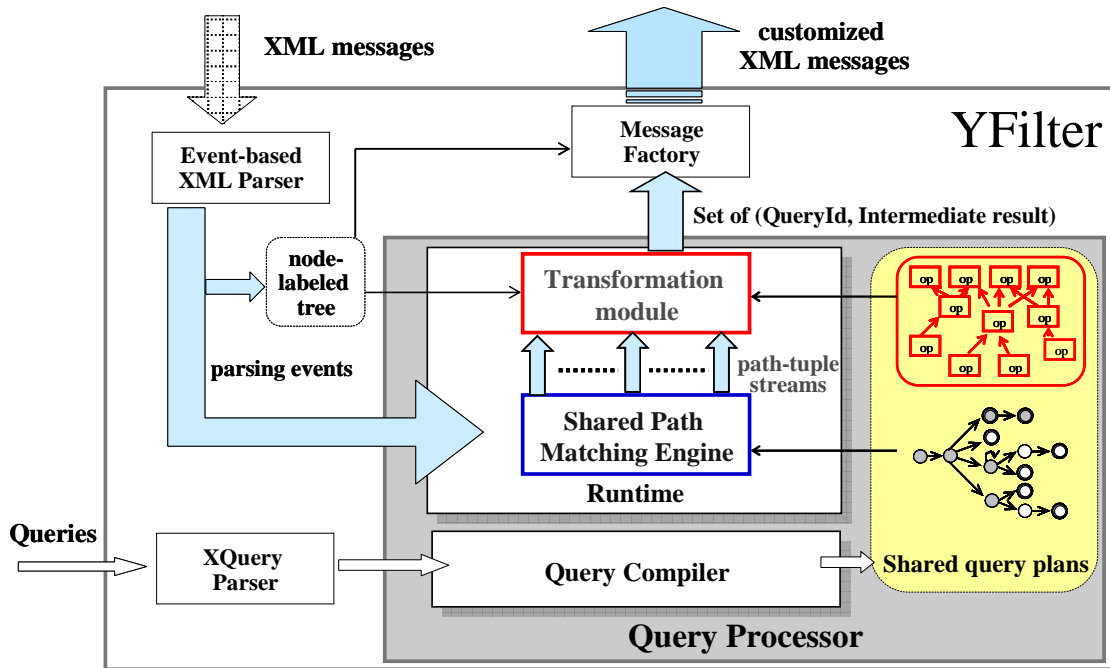 XML messages
customized
XML messages
YFilter
Event-based
XML Parser
Message
Factory
Set of (QueryId, Intermediate result)
node-
labeled
tree
Transformation
module
op
op
op
op
op
op
op
op
op
op
op
parsing events
path-tuple
streams
Shared Path
Matching Engine
Runtime
Queries
XQuery
Parser
Query Compiler
Shared query plans
Query Processor